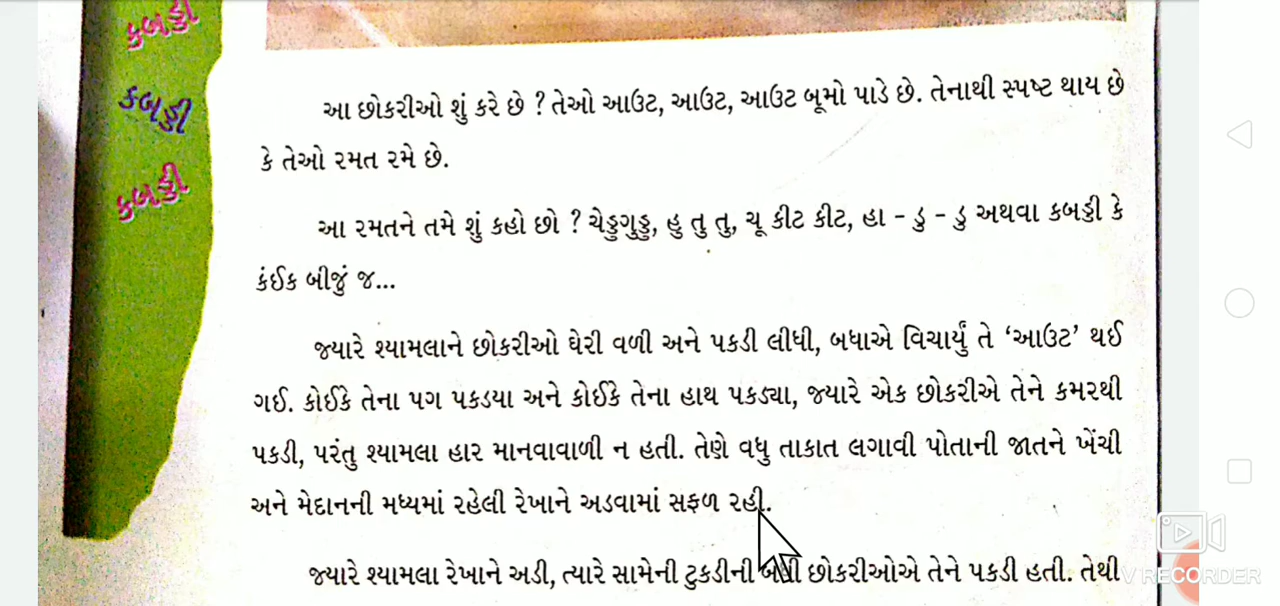 કબડ્ડી
કબડ્ડી
કબડ્ડી
આ છોકરીઓ શું કરે છે ? તેઓ આઉટ, આઉટ, આઉટ બૂમો પાડે છે. તેનાથી સ્પષ્ટ થાય છે
કે તેઓ રમત રમે છે.
આ રમતને તમે શું કહો છો ? ચેડુગુડુ, હુ તુ તુ, ચૂ કીટ કીટ, હા - ડુ - ડુ અથવા કબડ્ડી કે
કંઈક બીજું જ...
જ્યારે શ્યામલાને છોકરીઓ ઘેરી વળી અને પકડી લીધી, બધાએ વિચાર્યું તે ‘આઉટ’ થઈ
ગઈ. કોઈકે તેના પગ પકડયા અને કોઈકે તેના હાથ પકડ્યા, જ્યારે એક છોકરીએ તેને કમરથી
પકડી, પરંતુ શ્યામલા હાર માનવાવાળી ન હતી. તેણે વધુ તાકાત લગાવી પોતાની જાતને ખેંચી
અને મેદાનની મધ્યમાં રહેલી રેખાને અડવામાં સફળ રહી.
જ્યારે શ્યામલા રેખાને અડી, ત્યારે સામેની ટુકડીની બધી છોકરીઓએ તેને પકડી હતી. તેથી
V RECORDER